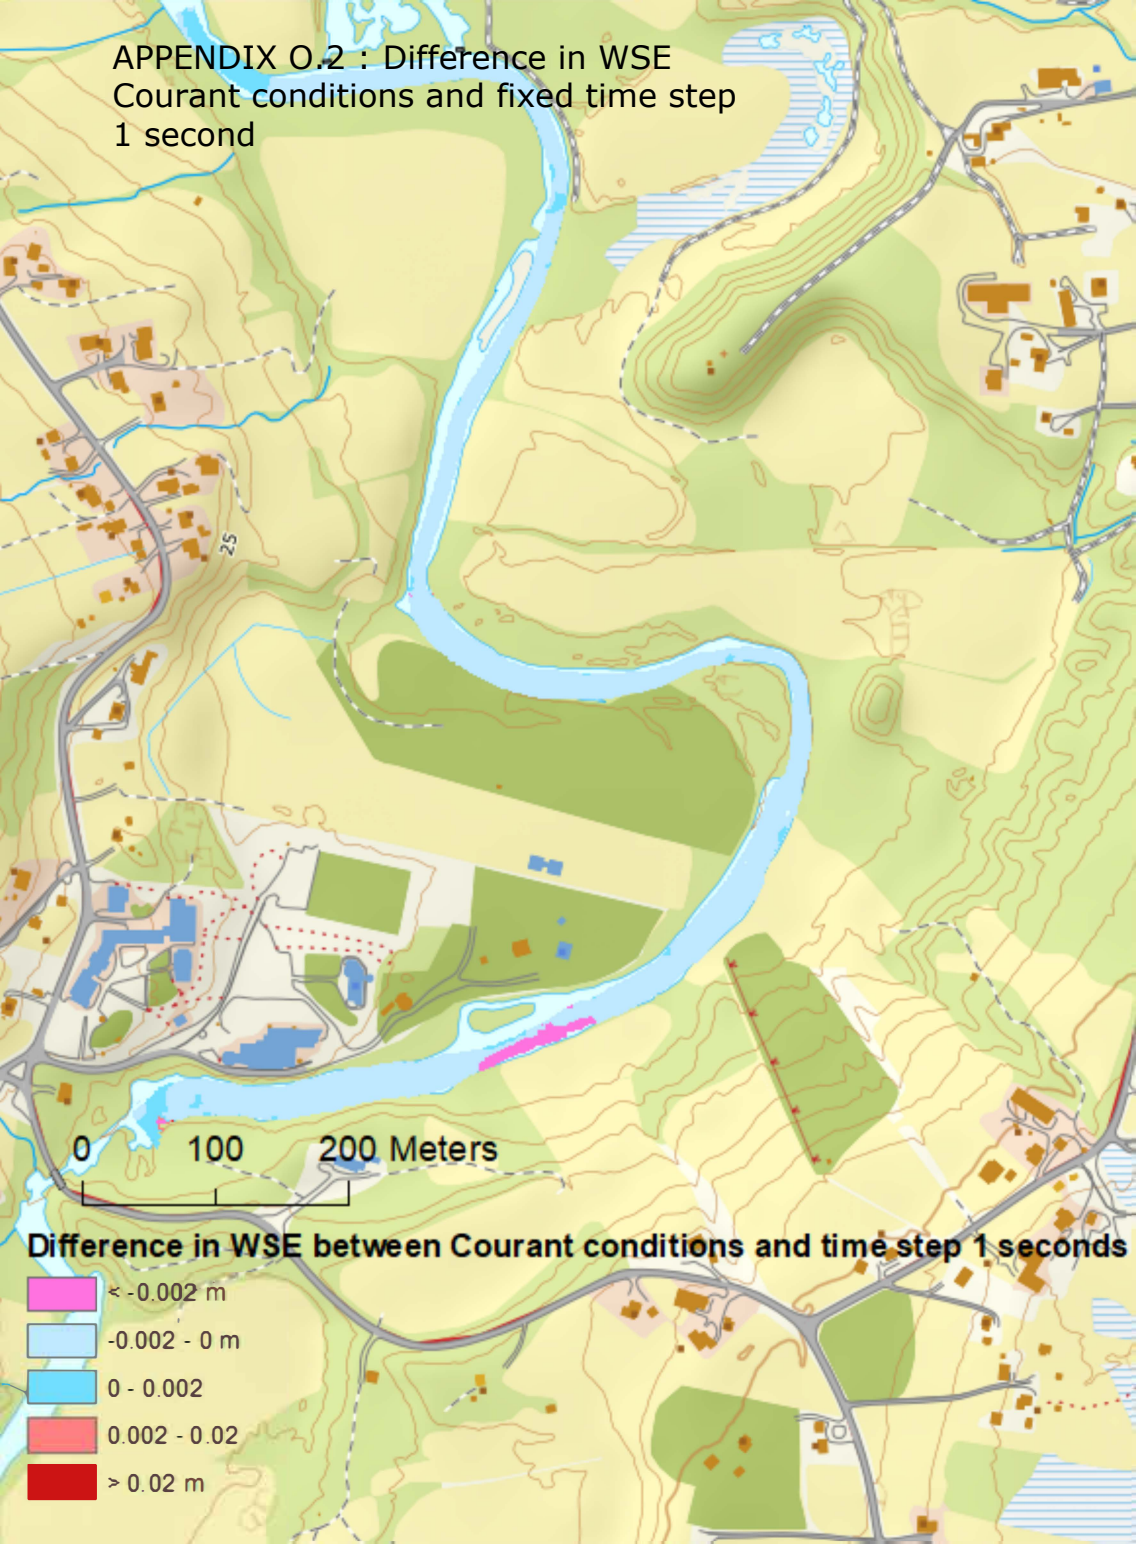 APPENDIX O.2 : Difference in WSE
Courant conditions and fixed time step
1 second
25
0 100 200 Meters
Difference in WSE between Courant conditions and time step 1 seconds
< -0.002 m
-0.002 - 0 m
0 - 0.002
0.002 - 0.02
> 0.02 m